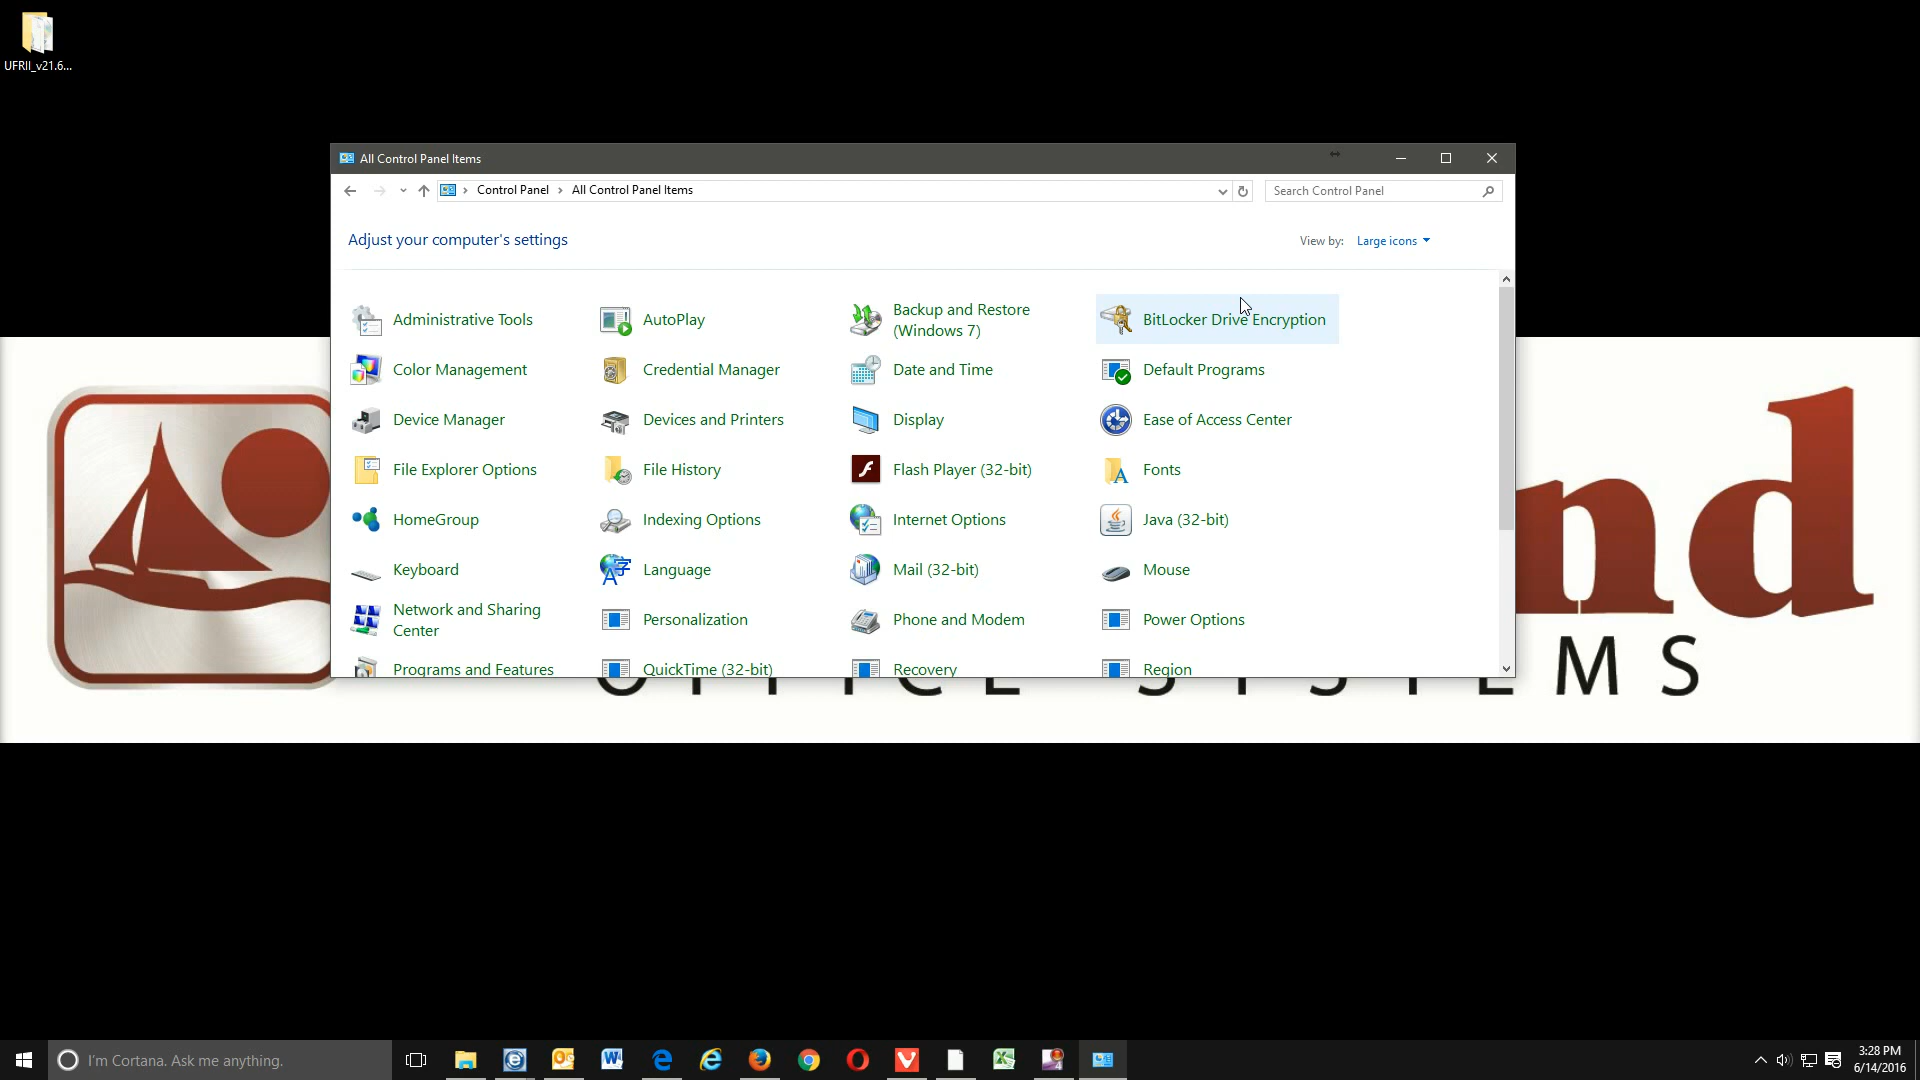 UFRII_v21.6...
All Control Panel Items
Control Panel
All Control Panel Items
Search Control Panel
Adjust your computer's settings
View by:
Large icons
Administrative Tools
AutoPlay
Backup and Restore
(Windows 7)
BitLocker Drive Encryption
Color Management
Credential Manager
Date and Time
Default Programs
Device Manager
Devices and Printers
Display
Ease of Access Center
File Explorer Options
File History
Flash Player (32-bit)
Fonts
HomeGroup
Indexing Options
Internet Options
Java (32-bit)
Keyboard
Language
Mail (32-bit)
Mouse
Network and Sharing
Center
Personalization
Phone and Modem
Power Options
Programs and Features
QuickTime (32-bit)
Recovery
Region
nd
OFFICE SYSTEMS
I'm Cortana. Ask me anything.
3:28 PM
6/14/2016